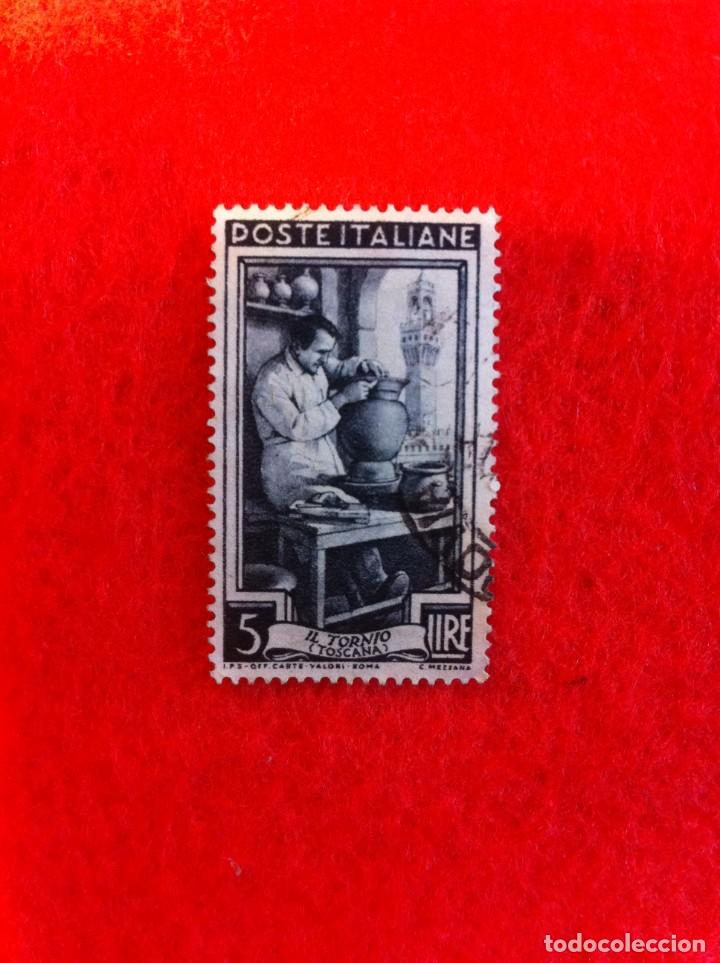 POSTE ITALIANE
5 IL TORNIO LIRE
(TOSCANA)
I.P.S-OFF. CARTE-VALORI-ROMA C. MEZZANA
todocoleccion